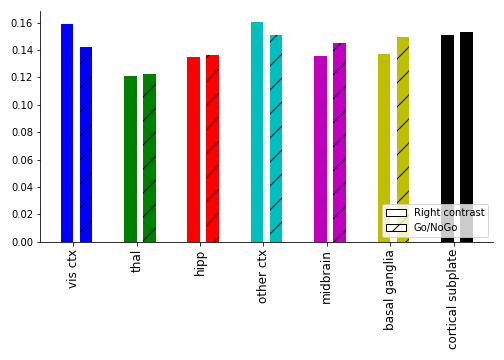 0.16
0.14
0.12
0.10
0.08
0.06
0.04
0.02
0.00
Right contrast
Go/NoGo
vis ctx
thal
hipp
other ctx
midbrain
basal ganglia
cortical subplate